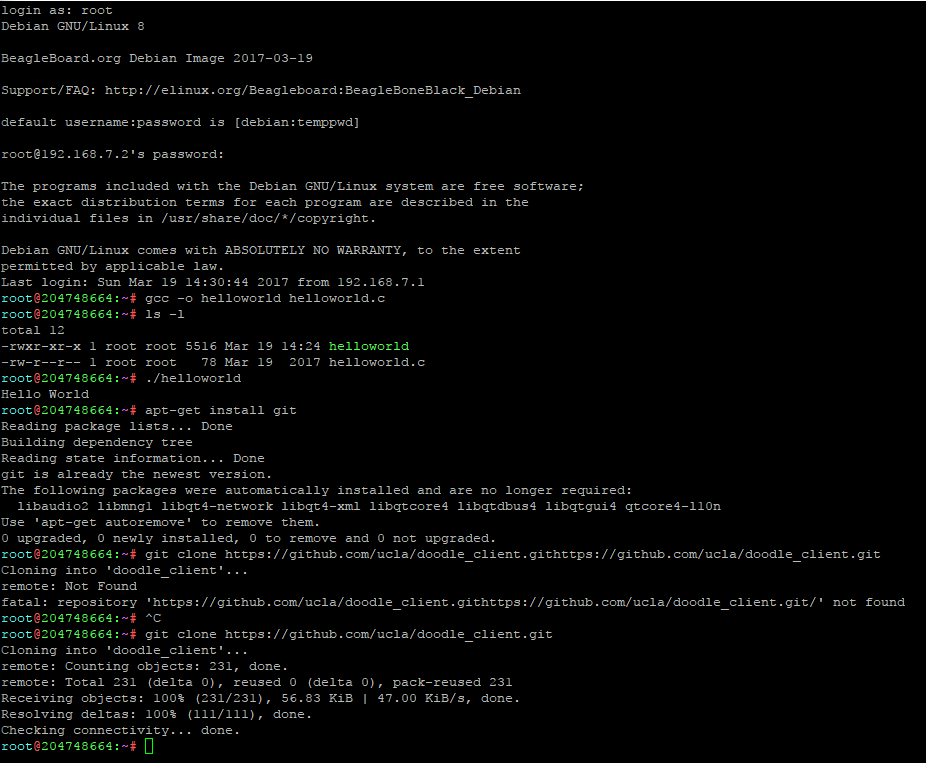 login as: root
Debian GNU/Linux 8
BeagleBoard.org Debian Image 2017-03-19
Support/FAQ: http://elinux.org/Beagleboard:BeagleBoneBlack_Debian
default username:password is [debian:temppwd]
root@192.168.7.2's password:
The programs included with the Debian GNU/Linux system are free software;
the exact distribution terms for each program are described in the
individual files in /usr/share/doc/*/copyright.
Debian GNU/Linux comes with ABSOLUTELY NO WARRANTY, to the extent
permitted by applicable law.
Last login: Sun Mar 19 14:30:44 2017 from 192.168.7.1
root@204748664:~# gcc -o helloworld helloworld.c
root@204748664:~# ls -l
total 12
-rwxr-xr-x 1 root root 5516 Mar 19 14:24 helloworld
-rw-r--r-- 1 root root   78 Mar 19  2017 helloworld.c
root@204748664:~# ./helloworld
Hello World
root@204748664:~# apt-get install git
Reading package lists... Done
Building dependency tree
Reading state information... Done
git is already the newest version.
The following packages were automatically installed and are no longer required:
  libaudio2 libmng1 libqt4-network libqt4-xml libqtcore4 libqtdbus4 libqtgui4 qtcore4-l10n
Use 'apt-get autoremove' to remove them.
0 upgraded, 0 newly installed, 0 to remove and 0 not upgraded.
root@204748664:~# git clone https://github.com/ucla/doodle_client.githttps://github.com/ucla/doodle_client.git
Cloning into 'doodle_client'...
remote: Not Found
fatal: repository 'https://github.com/ucla/doodle_client.githttps://github.com/ucla/doodle_client.git/' not found
root@204748664:~# ^C
root@204748664:~# git clone https://github.com/ucla/doodle_client.git
Cloning into 'doodle_client'...
remote: Counting objects: 231, done.
remote: Total 231 (delta 0), reused 0 (delta 0), pack-reused 231
Receiving objects: 100% (231/231), 56.83 KiB | 47.00 KiB/s, done.
Resolving deltas: 100% (111/111), done.
Checking connectivity... done.
root@204748664:~#